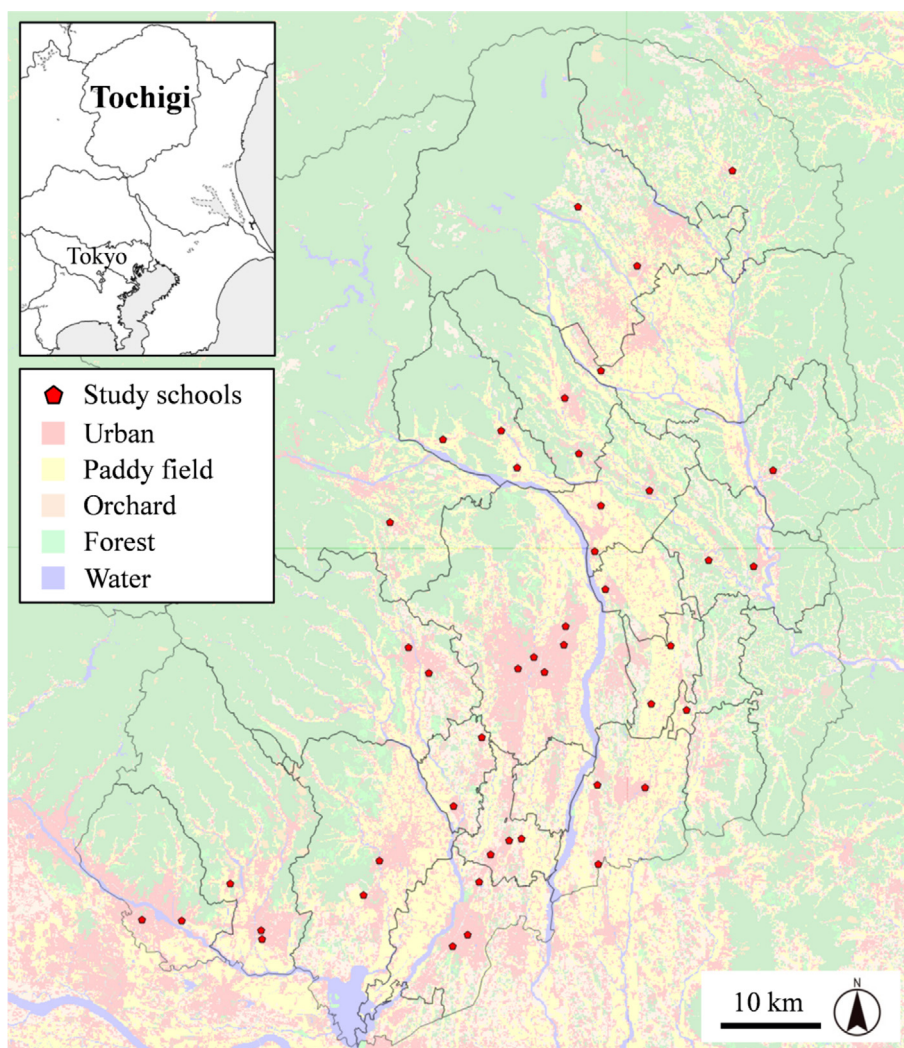 Tochigi
Tokyo
Study schools
Urban
Paddy field
Orchard
Forest
Water
10 km
N